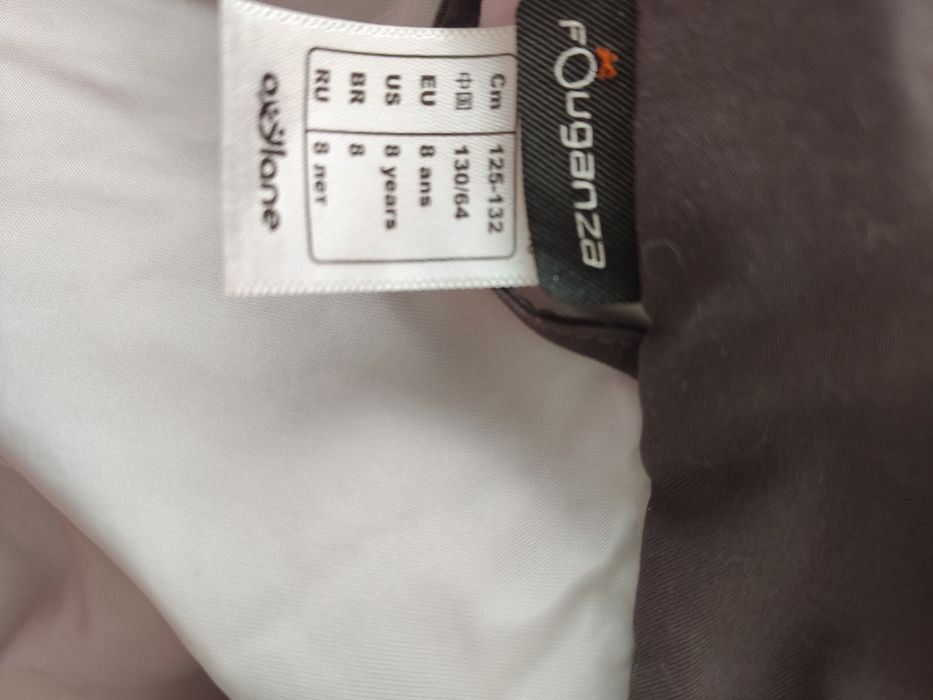 FOuganza
Cm 125-132
中国 130/64
EU 8 ans
US 8 years
BR 8
RU 8 лет
oxylane